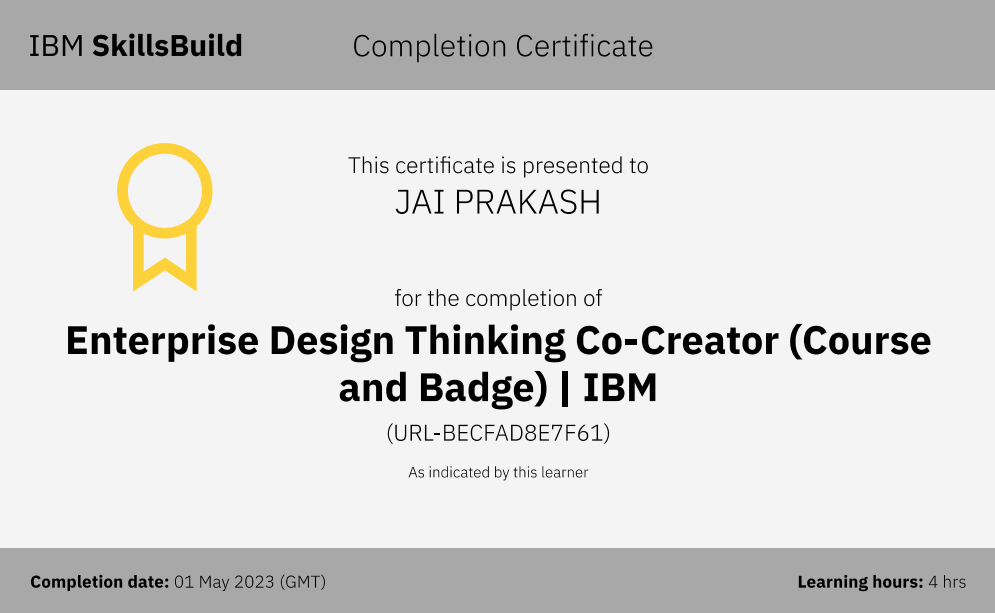 IBM SkillsBuild
Completion Certificate
This certificate is presented to
JAI PRAKASH
for the completion of
Enterprise Design Thinking Co-Creator (Course
and Badge) | IBM
(URL-BECFAD8E7F61)
As indicated by this learner
Completion date: 01 May 2023 (GMT)
Learning hours: 4 hrs